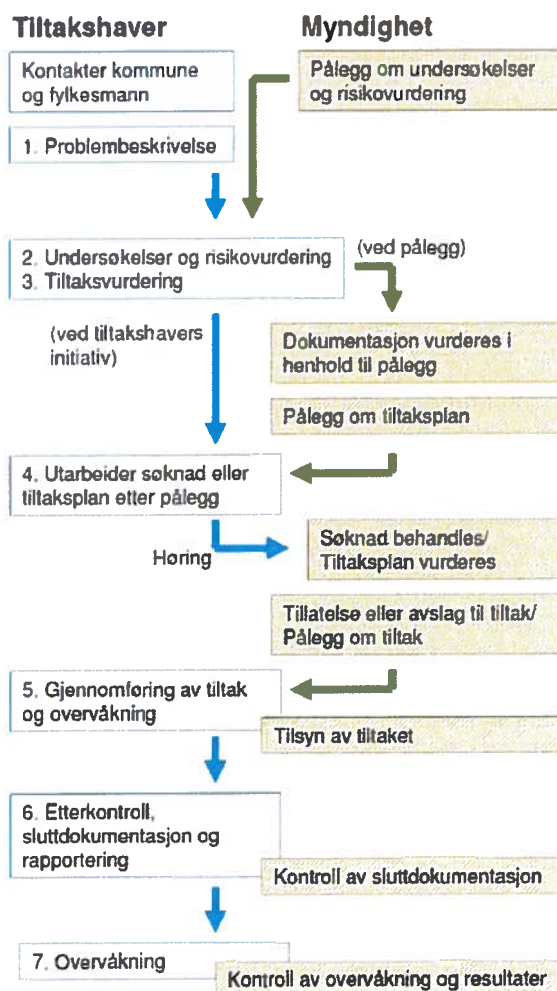 Tiltakshaver
Myndighet
Kontakter kommune
og fylkesmann
Pålegg om undersøkelser
og risikovurdering
1. Problembeskrivelse
2. Undersøkelser og risikovurdering
3. Tiltaksvurdering
(ved pålegg)
(ved tiltakshavers
initiativ)
Dokumentasjon vurderes i
henhold til pålegg
Pålegg om tiltaksplan
4. Utarbeider søknad eller
tiltaksplan etter pålegg
Høring
Søknad behandles/
Tiltaksplan vurderes
Tillatelse eller avslag til tiltak/
Pålegg om tiltak
5. Gjennomføring av tiltak
og overvåkning
Tilsyn av tiltaket
6. Etterkontroll,
sluttdokumentasjon og
rapportering
Kontroll av sluttdokumentasjon
7. Overvåkning
Kontroll av overvåkning og resultater